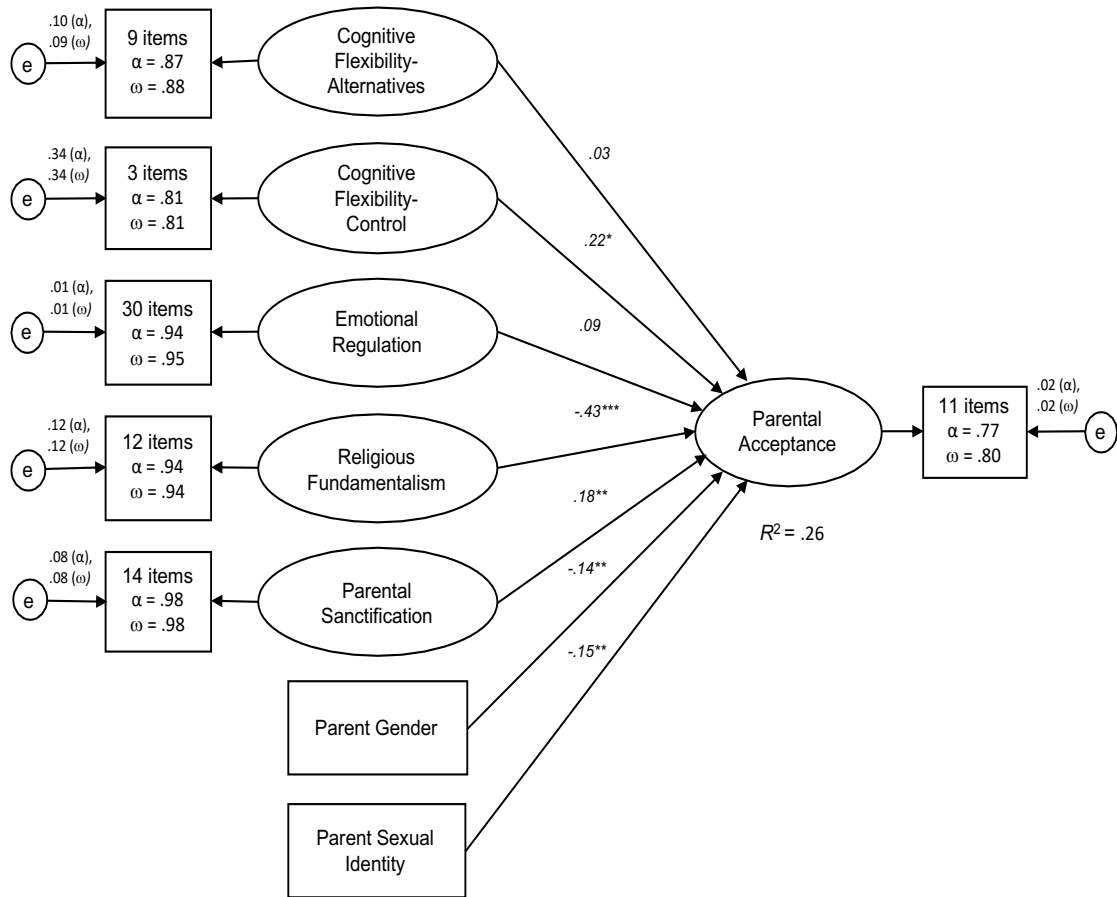 .10 (α),
.09 (ω)
e
9 items
α = .87
ω = .88
Cognitive
Flexibility-
Alternatives
.03
.34 (α),
.34 (ω)
e
3 items
α = .81
ω = .81
Cognitive
Flexibility-
Control
.22*
.01 (α),
.01 (ω)
e
30 items
α = .94
ω = .95
Emotional
Regulation
.09
.12 (α),
.12 (ω)
e
12 items
α = .94
ω = .94
Religious
Fundamentalism
-.43***
.08 (α),
.08 (ω)
e
14 items
α = .98
ω = .98
Parental
Sanctification
.18**
Parent Gender
-.14**
Parent Sexual
Identity
-.15**
Parental
Acceptance
R² = .26
11 items
α = .77
ω = .80
.02 (α),
.02 (ω)
e